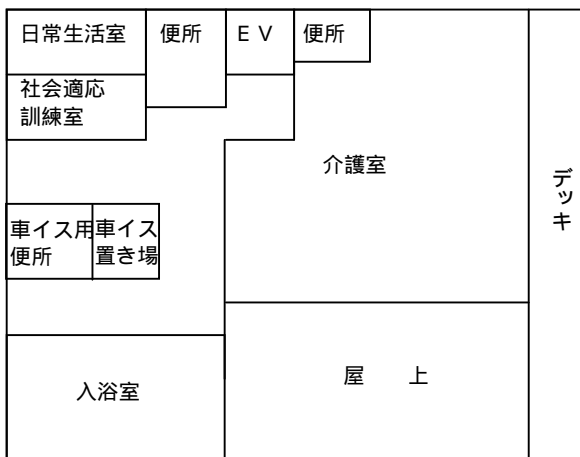 日常生活室
便所
ＥＶ
便所
社会適応
訓練室
介護室
デッキ
車イス用
便所
車イス
置き場
屋　上
入浴室